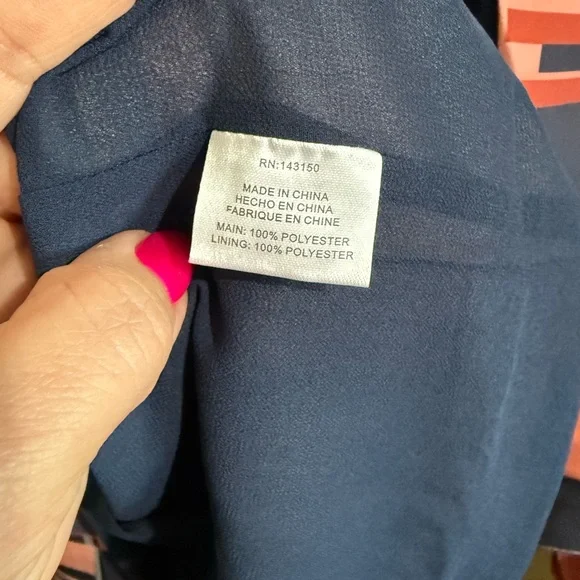 RN:143150
MADE IN CHINA
HECHO EN CHINA
FABRIQUE EN CHINE
MAIN: 100% POLYESTER
LINING: 100% POLYESTER